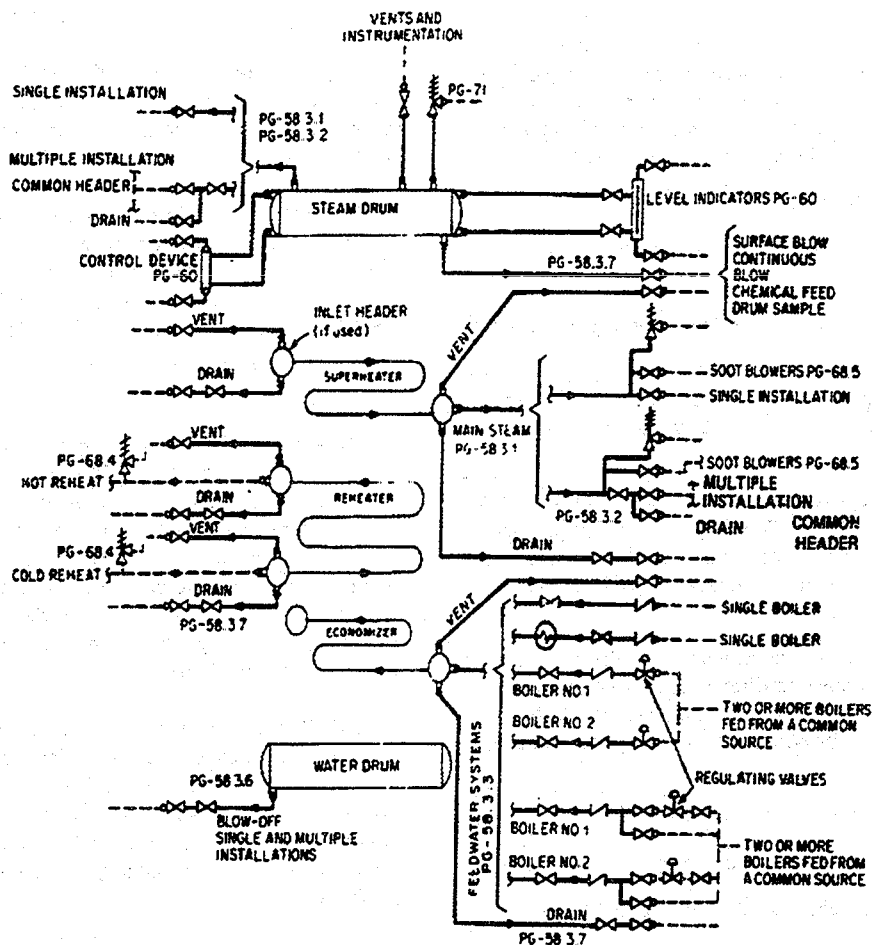 VENTS AND
INSTRUMENTATION
SINGLE INSTALLATION
PG-58.3.1
PG-58.3.2
PG-71
MULTIPLE INSTALLATION
COMMON HEADER
DRAIN
STEAM DRUM
LEVEL INDICATORS PG-60
CONTROL DEVICE
PG-60
PG-58.3.7
SURFACE BLOW
CONTINUOUS
BLOW
CHEMICAL FEED
DRUM SAMPLE
VENT
INLET HEADER
(if used)
VENT
SUPERHEATER
DRAIN
SOOT BLOWERS PG-68.5
SINGLE INSTALLATION
MAIN STEAM
PG-58.3.1
VENT
PG-68.4
HOT REHEAT
REHEATER
SOOT BLOWERS PG-68.5
MULTIPLE
INSTALLATION
PG-58.3.2
DRAIN
COMMON
HEADER
DRAIN
VENT
PG-68.4
COLD REHEAT
DRAIN
DRAIN
PG-58.3.7
VENT
ECONOMIZER
SINGLE BOILER
SINGLE BOILER
BOILER NO.1
BOILER NO. 2
TWO OR MORE BOILERS
FED FROM A COMMON
SOURCE
REGULATING VALVES
WATER DRUM
PG-58.3.6
BLOW-OFF
SINGLE AND MULTIPLE
INSTALLATIONS
FEEDWATER SYSTEMS
PG-58.3.3
BOILER NO 1
BOILER NO. 2
TWO OR MORE
BOILERS FED FROM
A COMMON SOURCE
DRAIN
PG-58.3.7